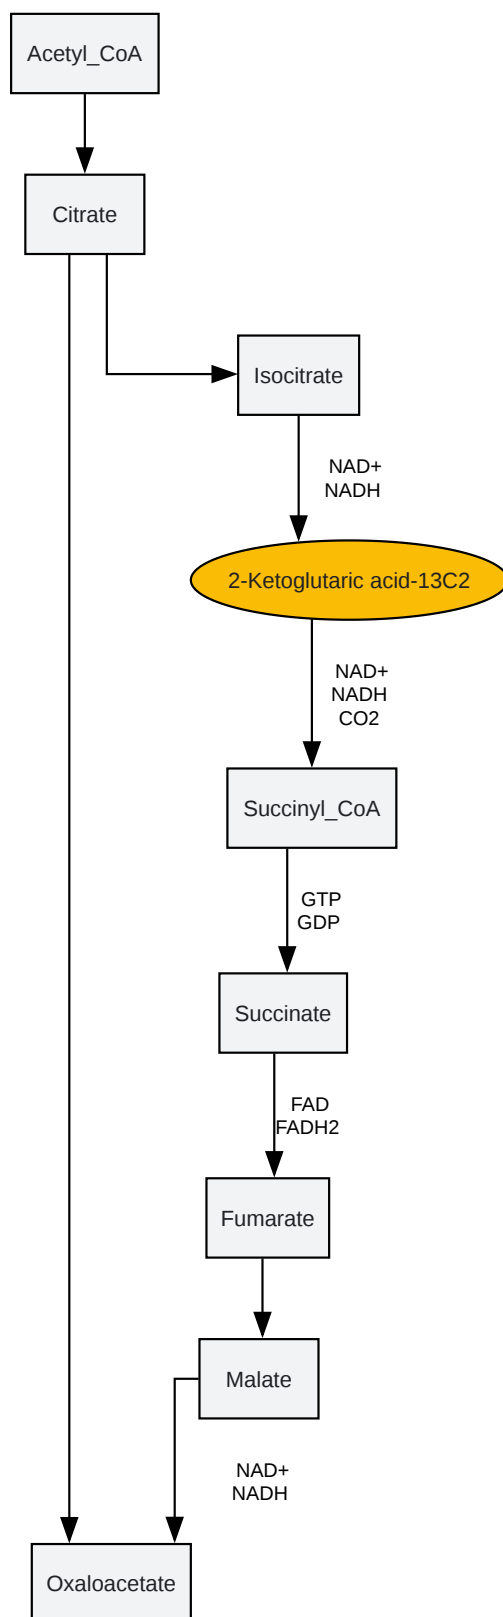 Acetyl_CoA
Citrate
Isocitrate
NAD+
NADH
2-Ketoglutaric acid-13C2
NAD+
NADH
CO2
Succinyl_CoA
GTP
GDP
Succinate
FAD
FADH2
Fumarate
Malate
NAD+
NADH
Oxaloacetate